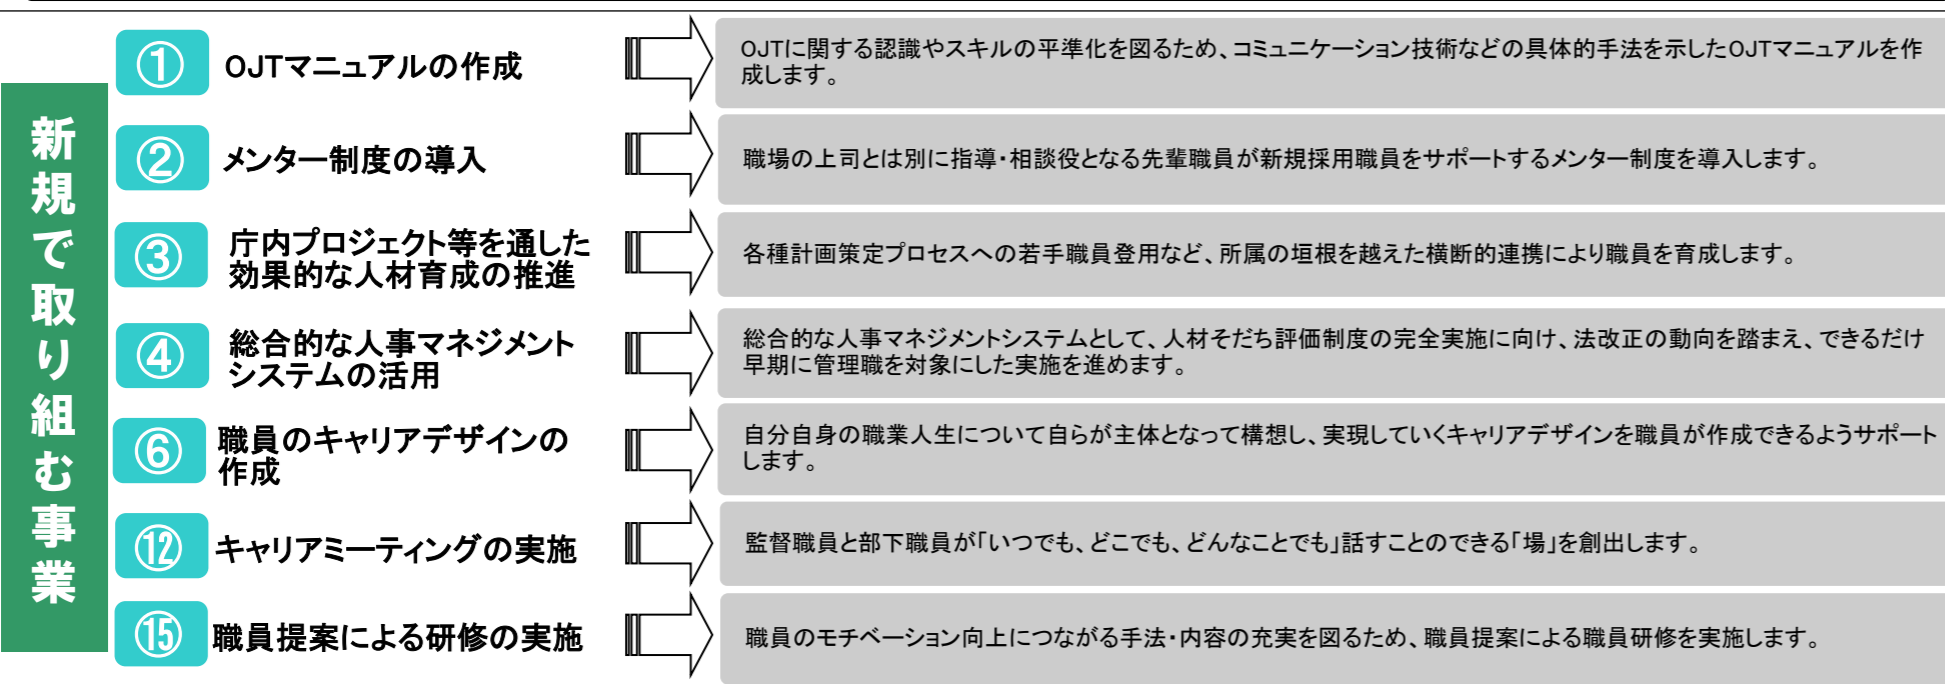 新規で取り組む事業
①
OJTマニュアルの作成
OJTに関する認識やスキルの平準化を図るため、コミュニケーション技術などの具体的手法を示したOJTマニュアルを作
成します。
②
メンター制度の導入
職場の上司とは別に指導・相談役となる先輩職員が新規採用職員をサポートするメンター制度を導入します。
③
庁内プロジェクト等を通した
効果的な人材育成の推進
各種計画策定プロセスへの若手職員登用など、所属の垣根を越えた横断的連携により職員を育成します。
④
総合的な人事マネジメント
システムの活用
総合的な人事マネジメントシステムとして、人材そだち評価制度の完全実施に向け、法改正の動向を踏まえ、できるだけ
早期に管理職を対象にした実施を進めます。
⑥
職員のキャリアデザインの
作成
自分自身の職業人生について自らが主体となって構想し、実現していくキャリアデザインを職員が作成できるようサポート
します。
⑫
キャリアミーティングの実施
監督職員と部下職員が「いつでも、どこでも、どんなことでも」話すことのできる「場」を創出します。
⑮
職員提案による研修の実施
職員のモチベーション向上につながる手法・内容の充実を図るため、職員提案による職員研修を実施します。